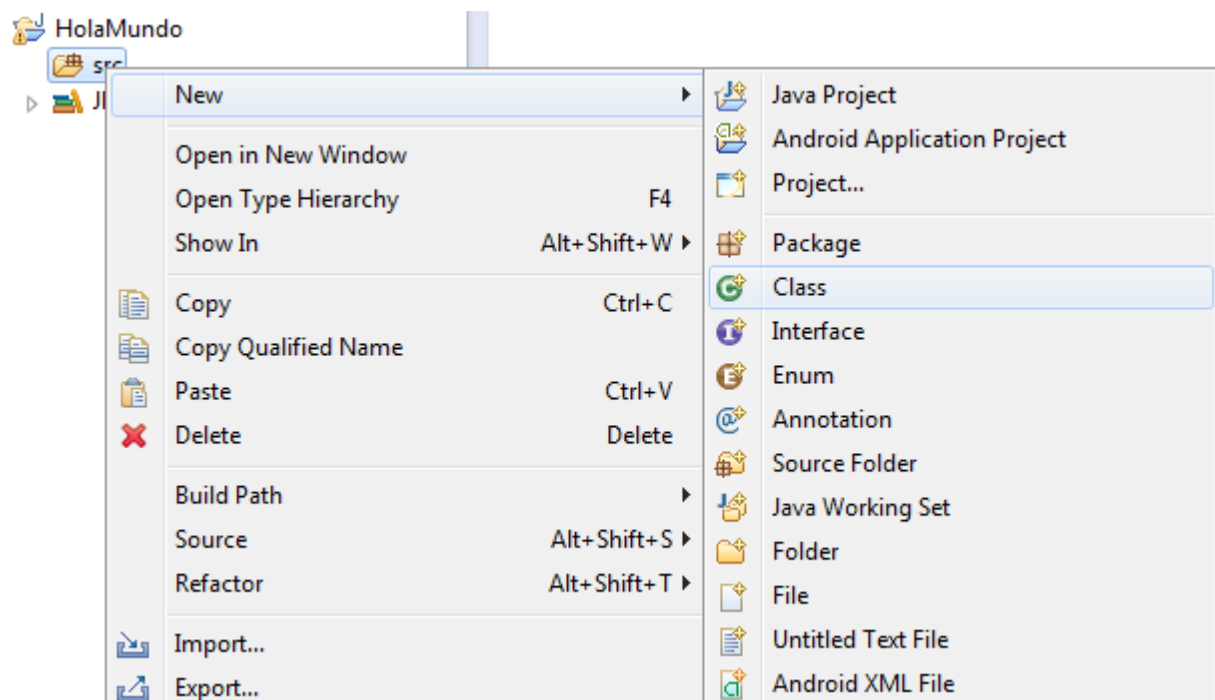 HolaMundo
src
New
Open in New Window
Open Type Hierarchy F4
Show In Alt+Shift+W
Copy Ctrl+C
Copy Qualified Name
Paste Ctrl+V
Delete Delete
Build Path
Source Alt+Shift+S
Refactor Alt+Shift+T
Import...
Export...
Java Project
Android Application Project
Project...
Package
Class
Interface
Enum
Annotation
Source Folder
Java Working Set
Folder
File
Untitled Text File
Android XML File